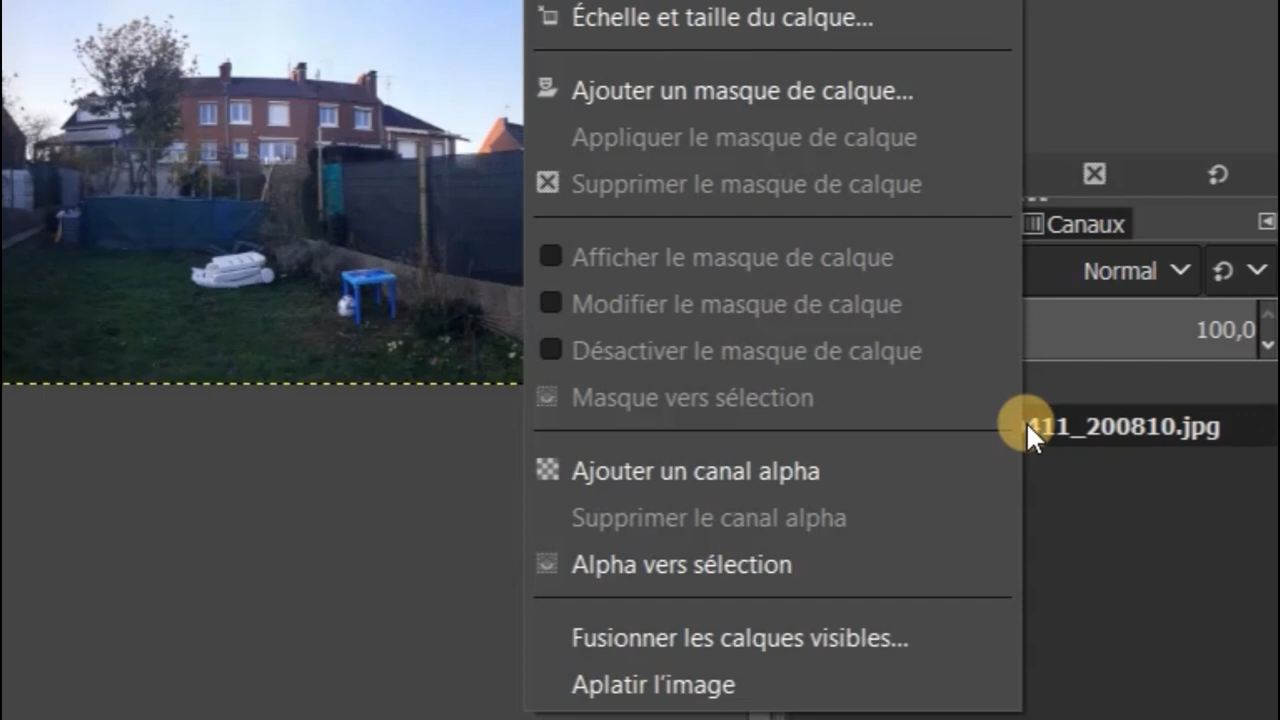 Échelle et taille du calque...
Ajouter un masque de calque...
Appliquer le masque de calque
Supprimer le masque de calque
Canaux
Afficher le masque de calque
Normal
Modifier le masque de calque
100,0
Désactiver le masque de calque
Masque vers sélection
411_200810.jpg
Ajouter un canal alpha
Supprimer le canal alpha
Alpha vers sélection
Fusionner les calques visibles...
Aplatir l'image